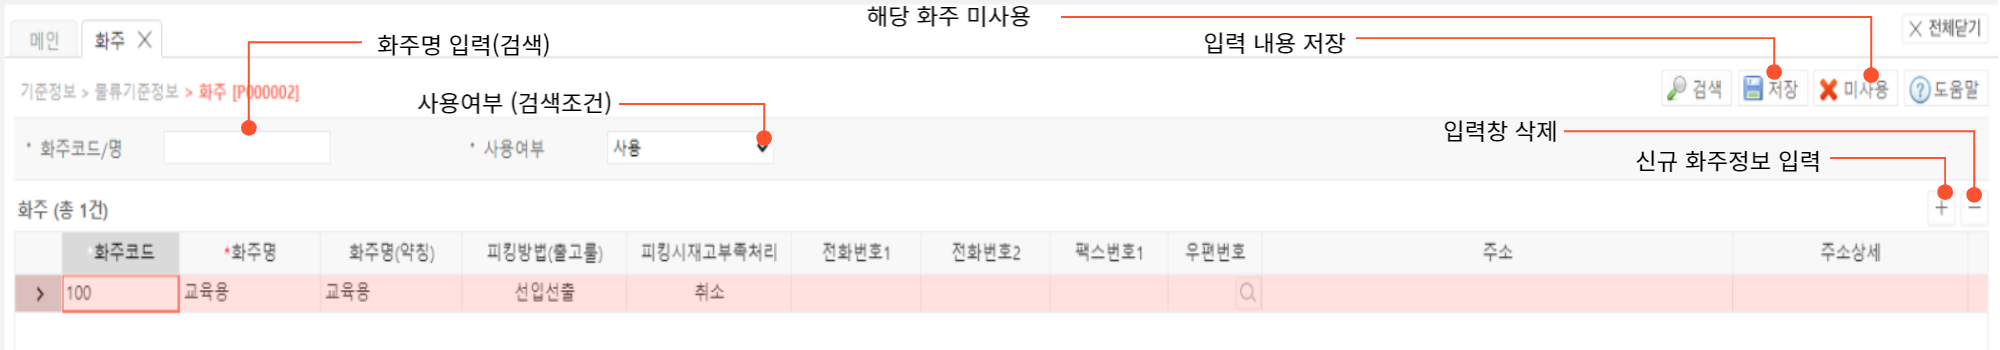 해당 화주 미사용
메인 화주 전체닫기
화주명 입력(검색) 입력 내용 저장
기준정보 > 물류기준정보 > 화주 [P000002] 검색 저장 미사용 도움말
사용여부 (검색조건)
입력창 삭제
* 화주코드/명 * 사용여부 사용
신규 화주정보 입력
화주 (총 1건) + −
화주코드 *화주명 화주명(약칭) 피킹방법(출고룰) 피킹시재고부족처리 전화번호1 전화번호2 팩스번호1 우편번호 주소 주소상세
100 교육용 교육용 선입선출 취소